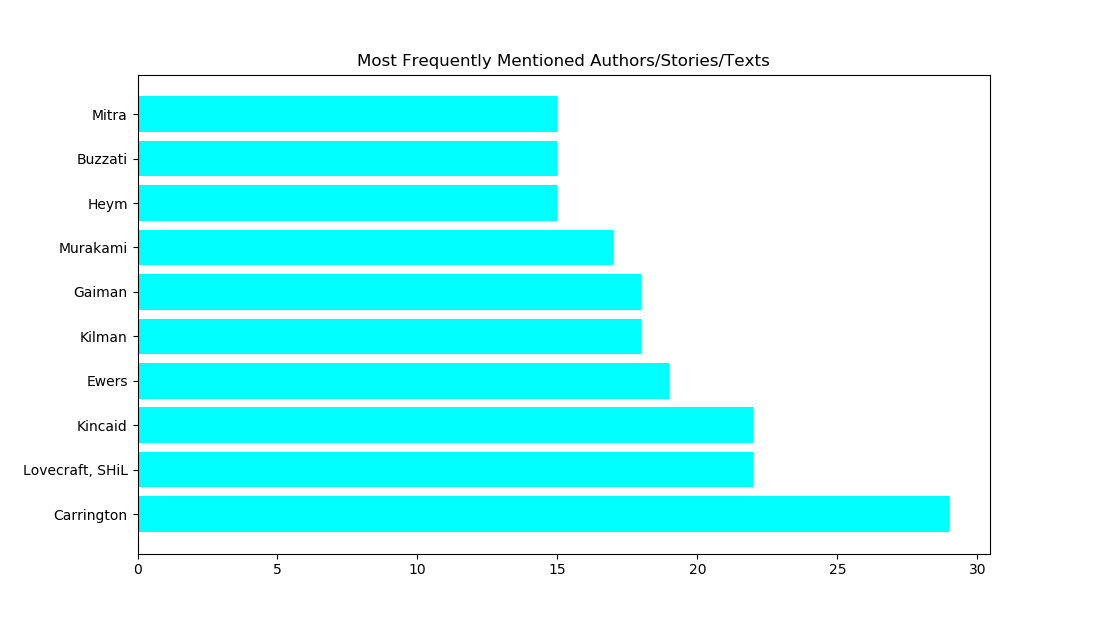 Most Frequently Mentioned Authors/Stories/Texts
Mitra
Buzzati
Heym
Murakami
Gaiman
Kilman
Ewers
Kincaid
Lovecraft, SHiL
Carrington
0 5 10 15 20 25 30